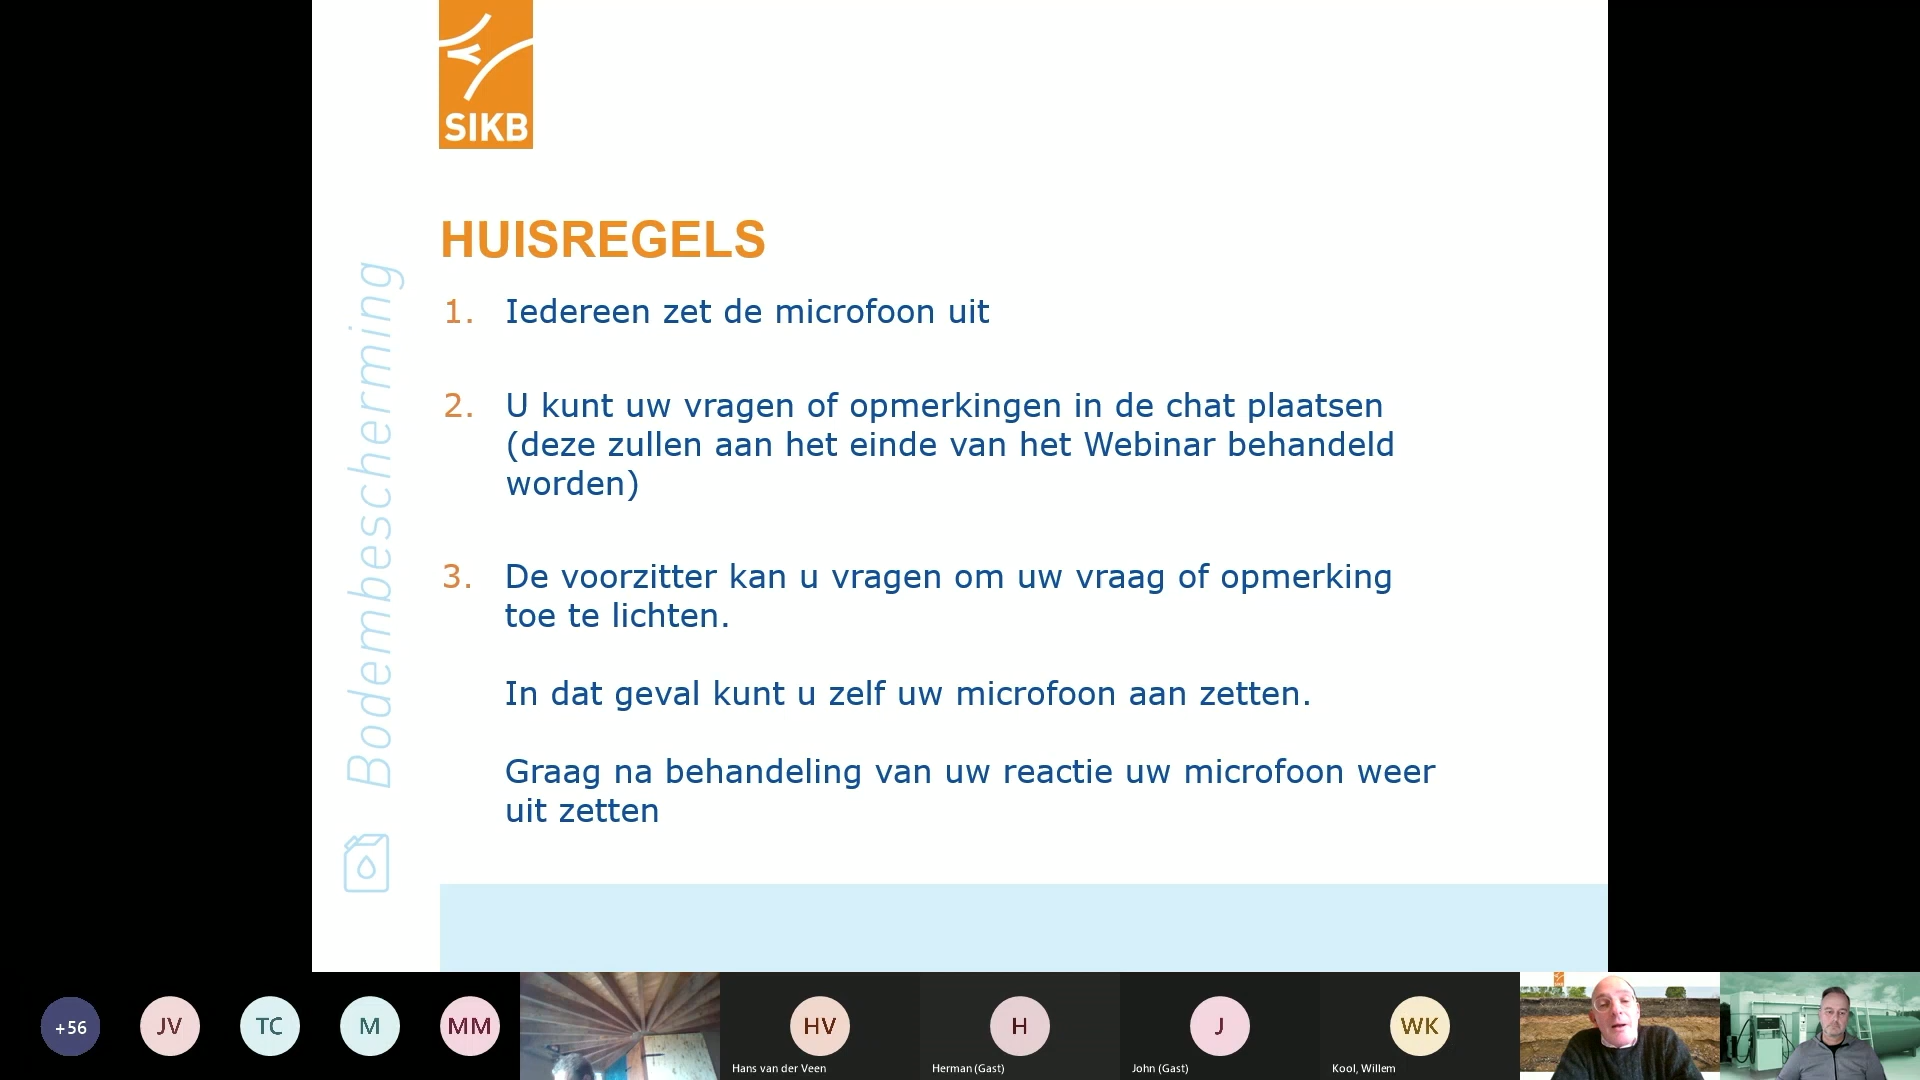 SIKB
HUISREGELS
Bodembescherming
1. Iedereen zet de microfoon uit
2. U kunt uw vragen of opmerkingen in de chat plaatsen
(deze zullen aan het einde van het Webinar behandeld
worden)
3. De voorzitter kan u vragen om uw vraag of opmerking
toe te lichten.
In dat geval kunt u zelf uw microfoon aan zetten.
Graag na behandeling van uw reactie uw microfoon weer
uit zetten
+56
JV
TC
M
MM
HV
Hans van der Veen
H
Herman (Gast)
J
John (Gast)
WK
Kool, Willem